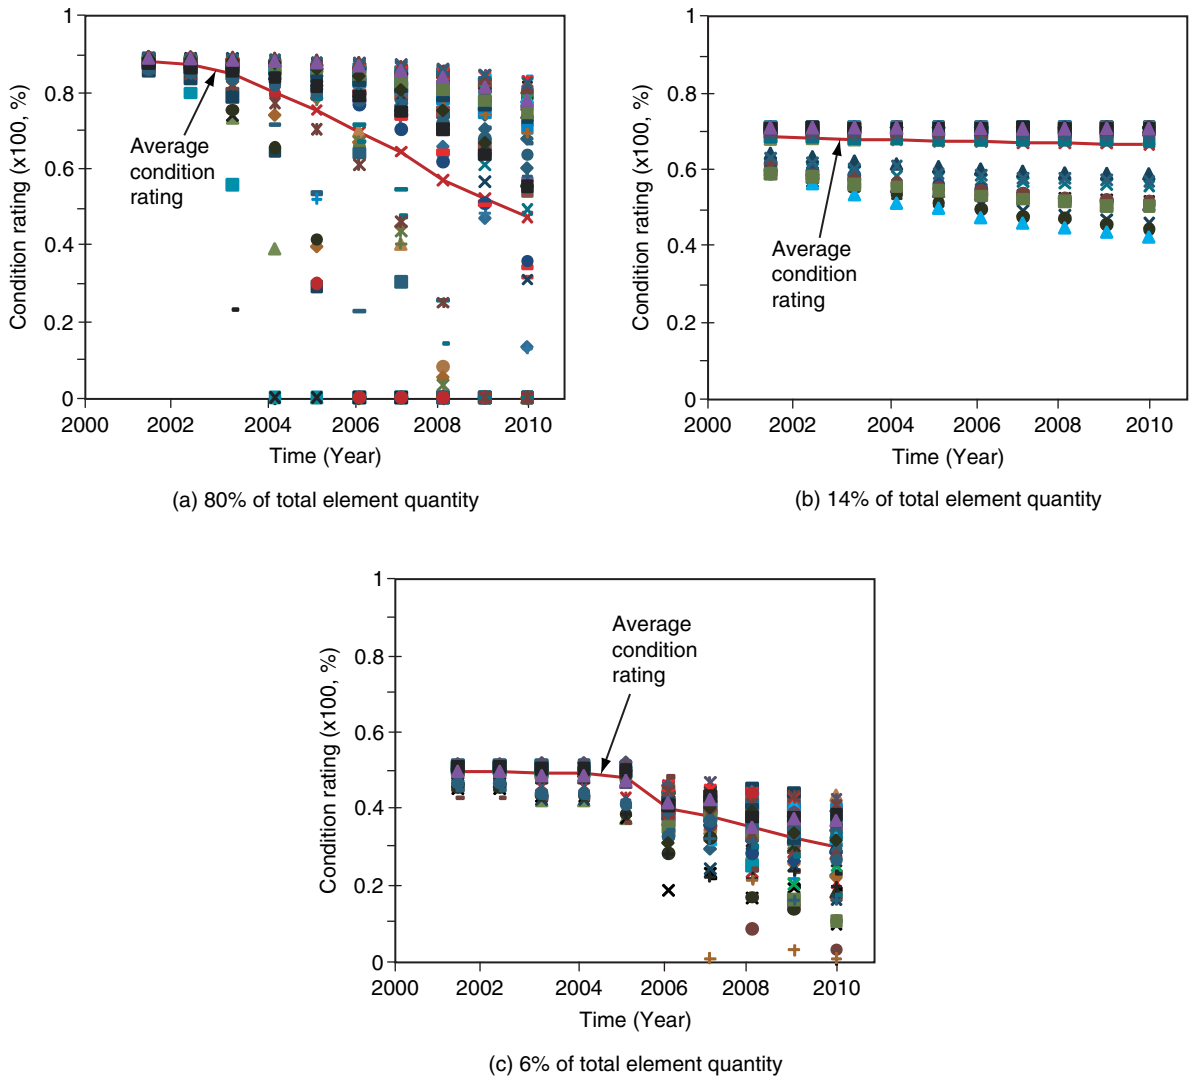 1
0.8
0.6
0.4
0.2
0
Condition rating (x100, %)
Average
condition
rating
2000 2002 2004 2006 2008 2010
Time (Year)
(a) 80% of total element quantity
1
0.8
0.6
0.4
0.2
0
Condition rating (x100, %)
Average
condition
rating
2000 2002 2004 2006 2008 2010
Time (Year)
(b) 14% of total element quantity
1
0.8
0.6
0.4
0.2
0
Condition rating (x100, %)
Average
condition
rating
2000 2002 2004 2006 2008 2010
Time (Year)
(c) 6% of total element quantity